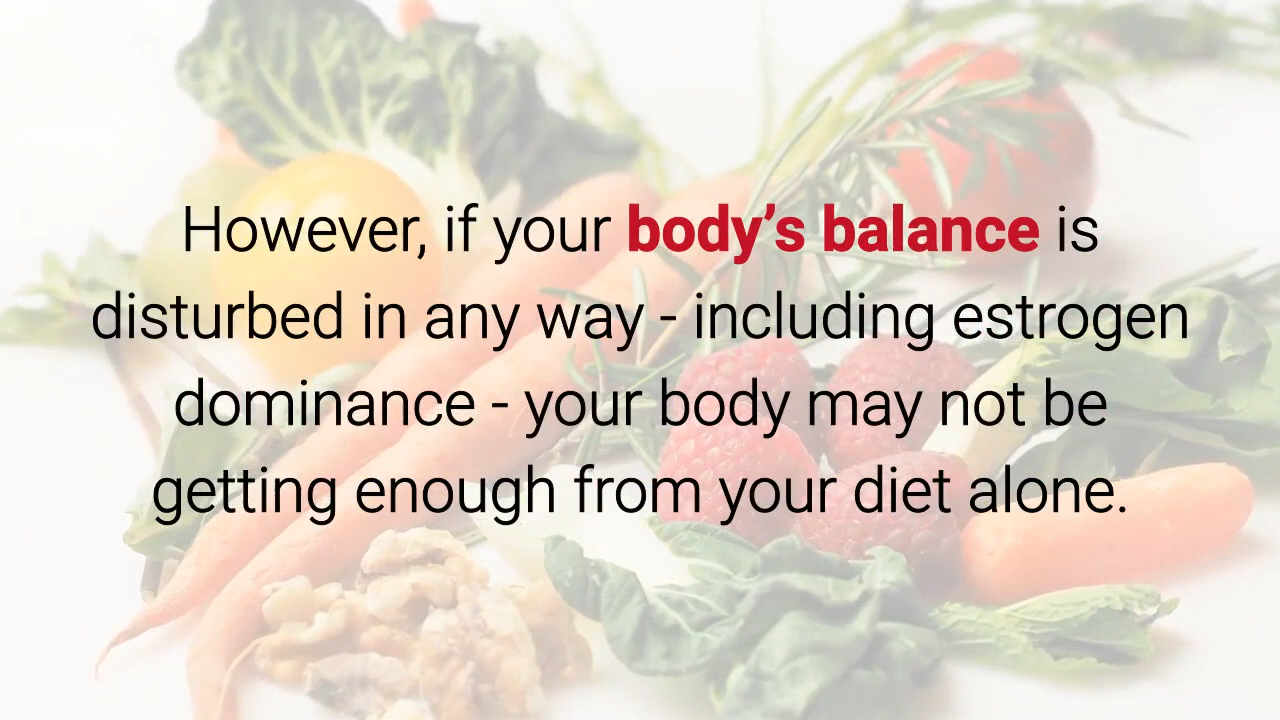 However, if your body’s balance is
disturbed in any way - including estrogen
dominance - your body may not be
getting enough from your diet alone.